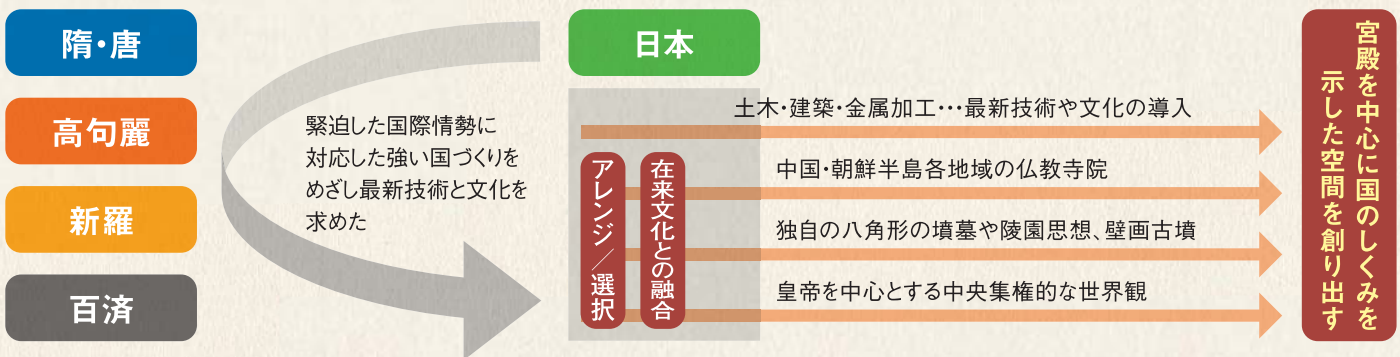 隋・唐
高句麗
新羅
百済
緊迫した国際情勢に
対応した強い国づくりを
めざし最新技術と文化を
求めた
日本
アレンジ／選択
在来文化との融合
土木・建築・金属加工・・・最新技術や文化の導入
中国・朝鮮半島各地域の仏教寺院
独自の八角形の墳墓や陵園思想、壁画古墳
皇帝を中心とする中央集権的な世界観
宮殿を中心に国のしくみを
示した空間を創り出す